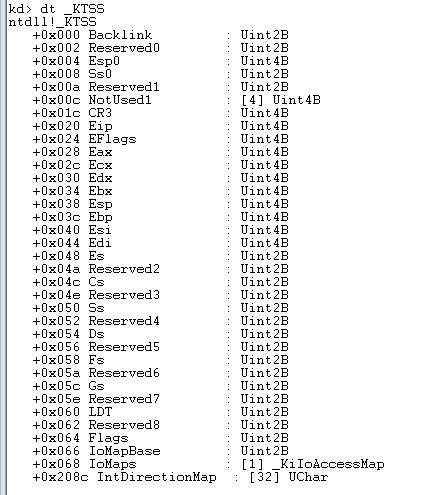 kd> dt _KTSS
ntdll!_KTSS
   +0x000 Backlink         : Uint2B
   +0x002 Reserved0        : Uint2B
   +0x004 Esp0             : Uint4B
   +0x008 Ss0              : Uint2B
   +0x00a Reserved1        : Uint2B
   +0x00c NotUsed1         : [4] Uint4B
   +0x01c CR3              : Uint4B
   +0x020 Eip              : Uint4B
   +0x024 EFlags           : Uint4B
   +0x028 Eax              : Uint4B
   +0x02c Ecx              : Uint4B
   +0x030 Edx              : Uint4B
   +0x034 Ebx              : Uint4B
   +0x038 Esp              : Uint4B
   +0x03c Ebp              : Uint4B
   +0x040 Esi              : Uint4B
   +0x044 Edi              : Uint4B
   +0x048 Es               : Uint2B
   +0x04a Reserved2        : Uint2B
   +0x04c Cs               : Uint2B
   +0x04e Reserved3        : Uint2B
   +0x050 Ss               : Uint2B
   +0x052 Reserved4        : Uint2B
   +0x054 Ds               : Uint2B
   +0x056 Reserved5        : Uint2B
   +0x058 Fs               : Uint2B
   +0x05a Reserved6        : Uint2B
   +0x05c Gs               : Uint2B
   +0x05e Reserved7        : Uint2B
   +0x060 LDT              : Uint2B
   +0x062 Reserved8        : Uint2B
   +0x064 Flags            : Uint2B
   +0x066 IoMapBase        : Uint2B
   +0x068 IoMaps           : [1] _KiIoAccessMap
   +0x208c IntDirectionMap  : [32] UChar